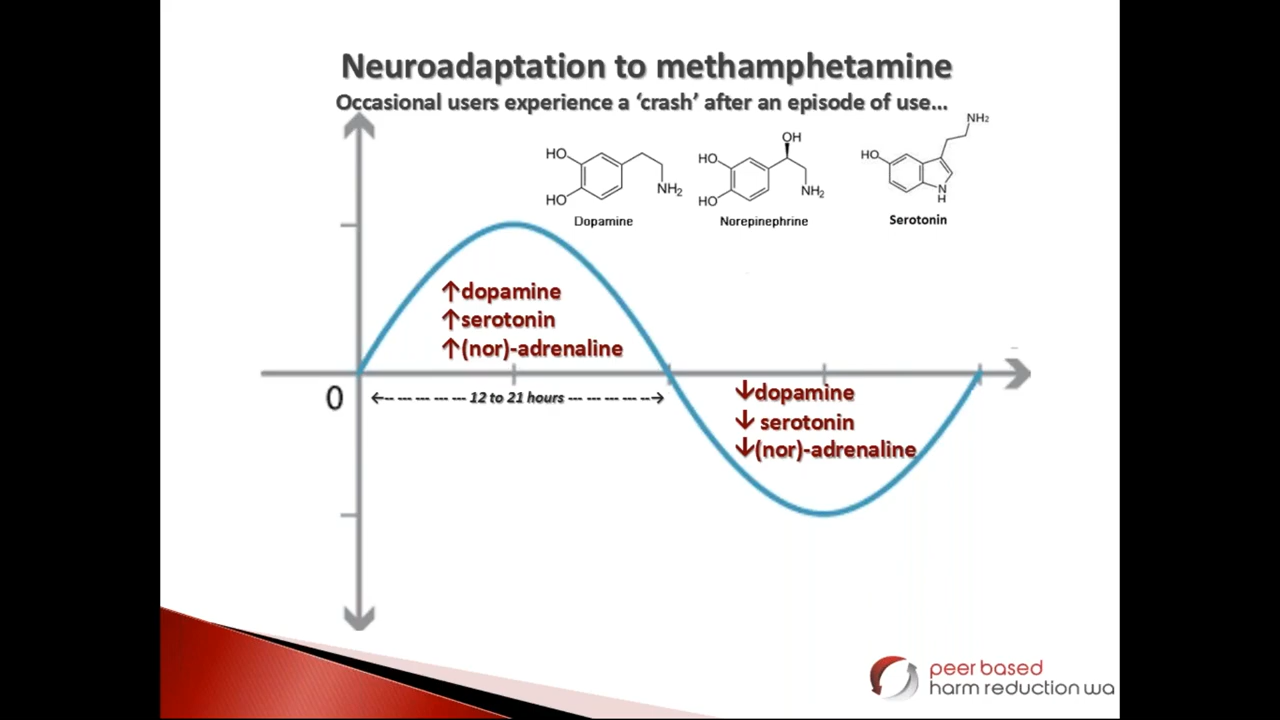 Neuroadaptation to methamphetamine
Occasional users experience a ‘crash’ after an episode of use...
NH₂
OH
HO
HO
NH₂
Dopamine
HO
HO
NH₂
Norepinephrine
HO
N
H
Serotonin
↑dopamine
↑serotonin
↑(nor)-adrenaline
0
←-- --- --- --- 12 to 21 hours --- --- --- --- --→
↓dopamine
↓ serotonin
↓(nor)-adrenaline
peer based
harm reduction wa